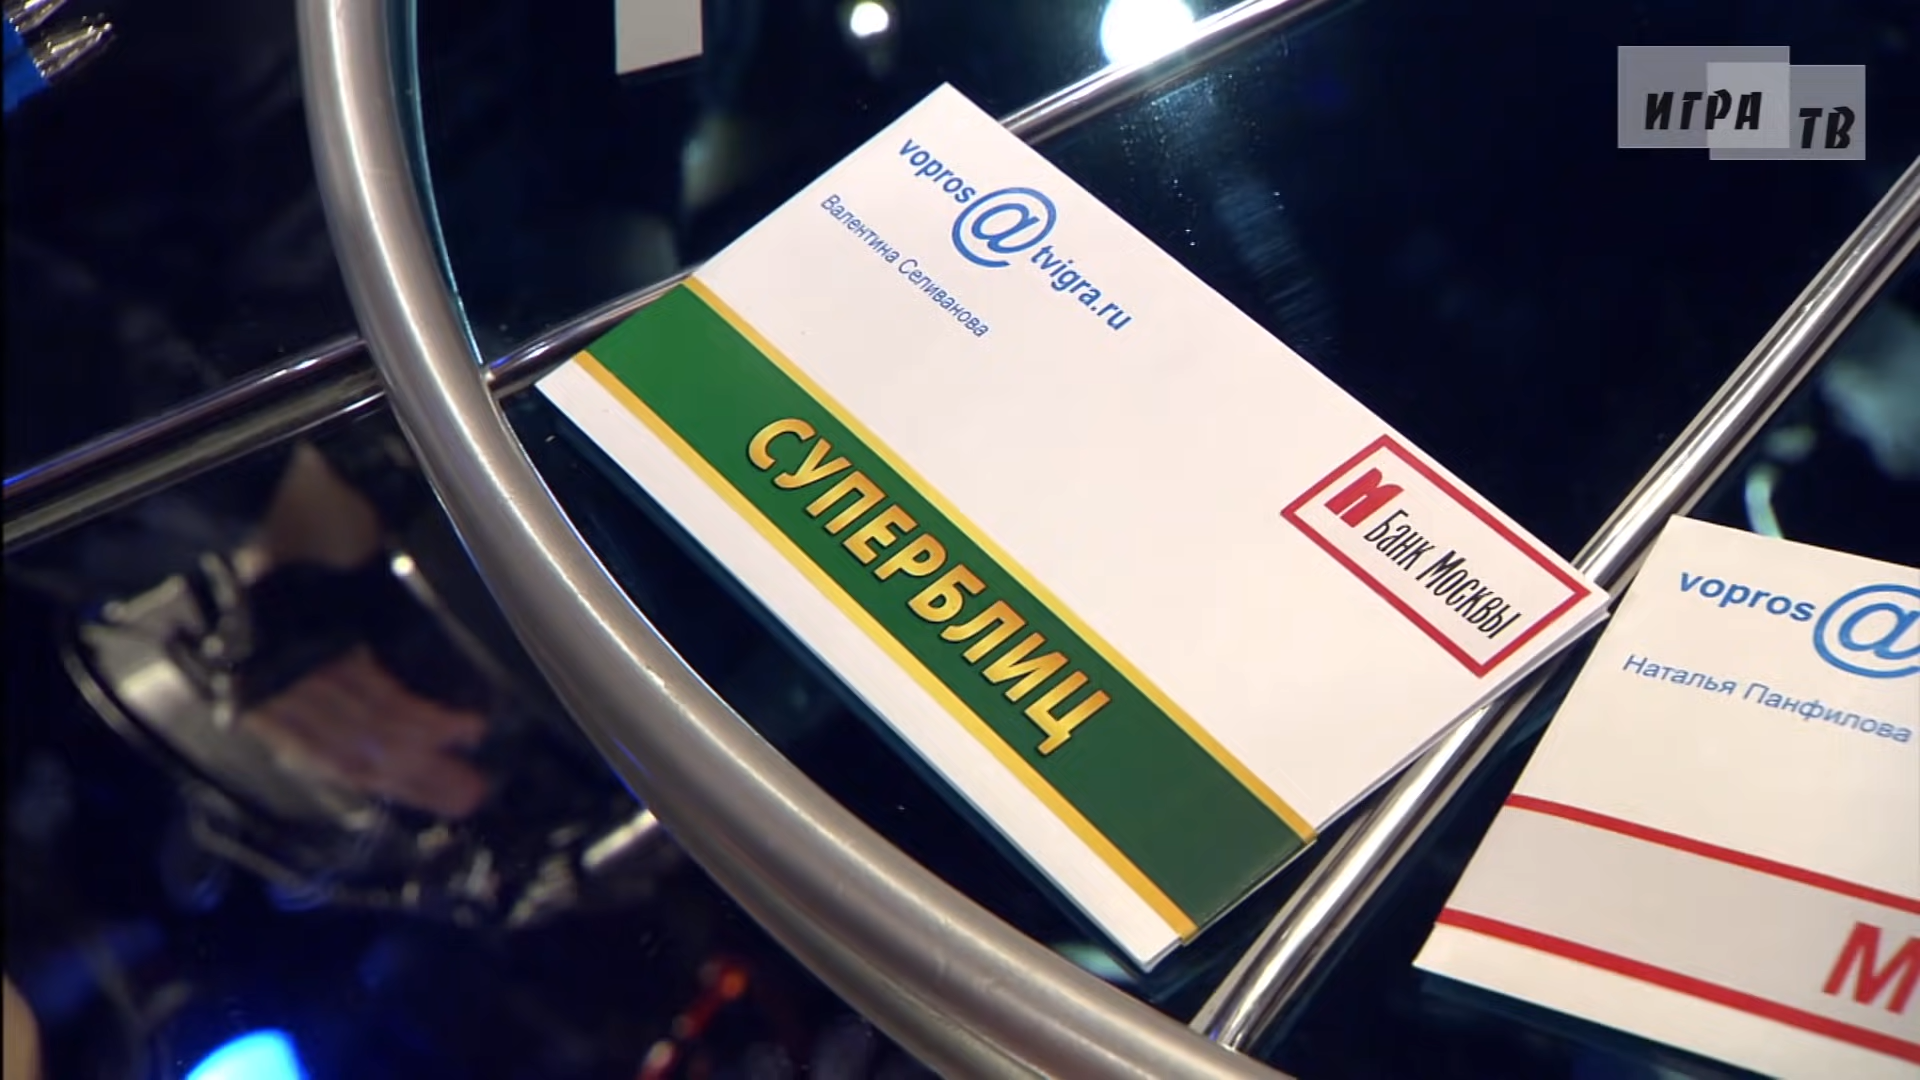 ИГРА ТВ
vopros@tvigra.ru
Валентина Селиванова
СУПЕРБЛИЦ
Банк Москвы
vopros@
Наталья Панфилова
М